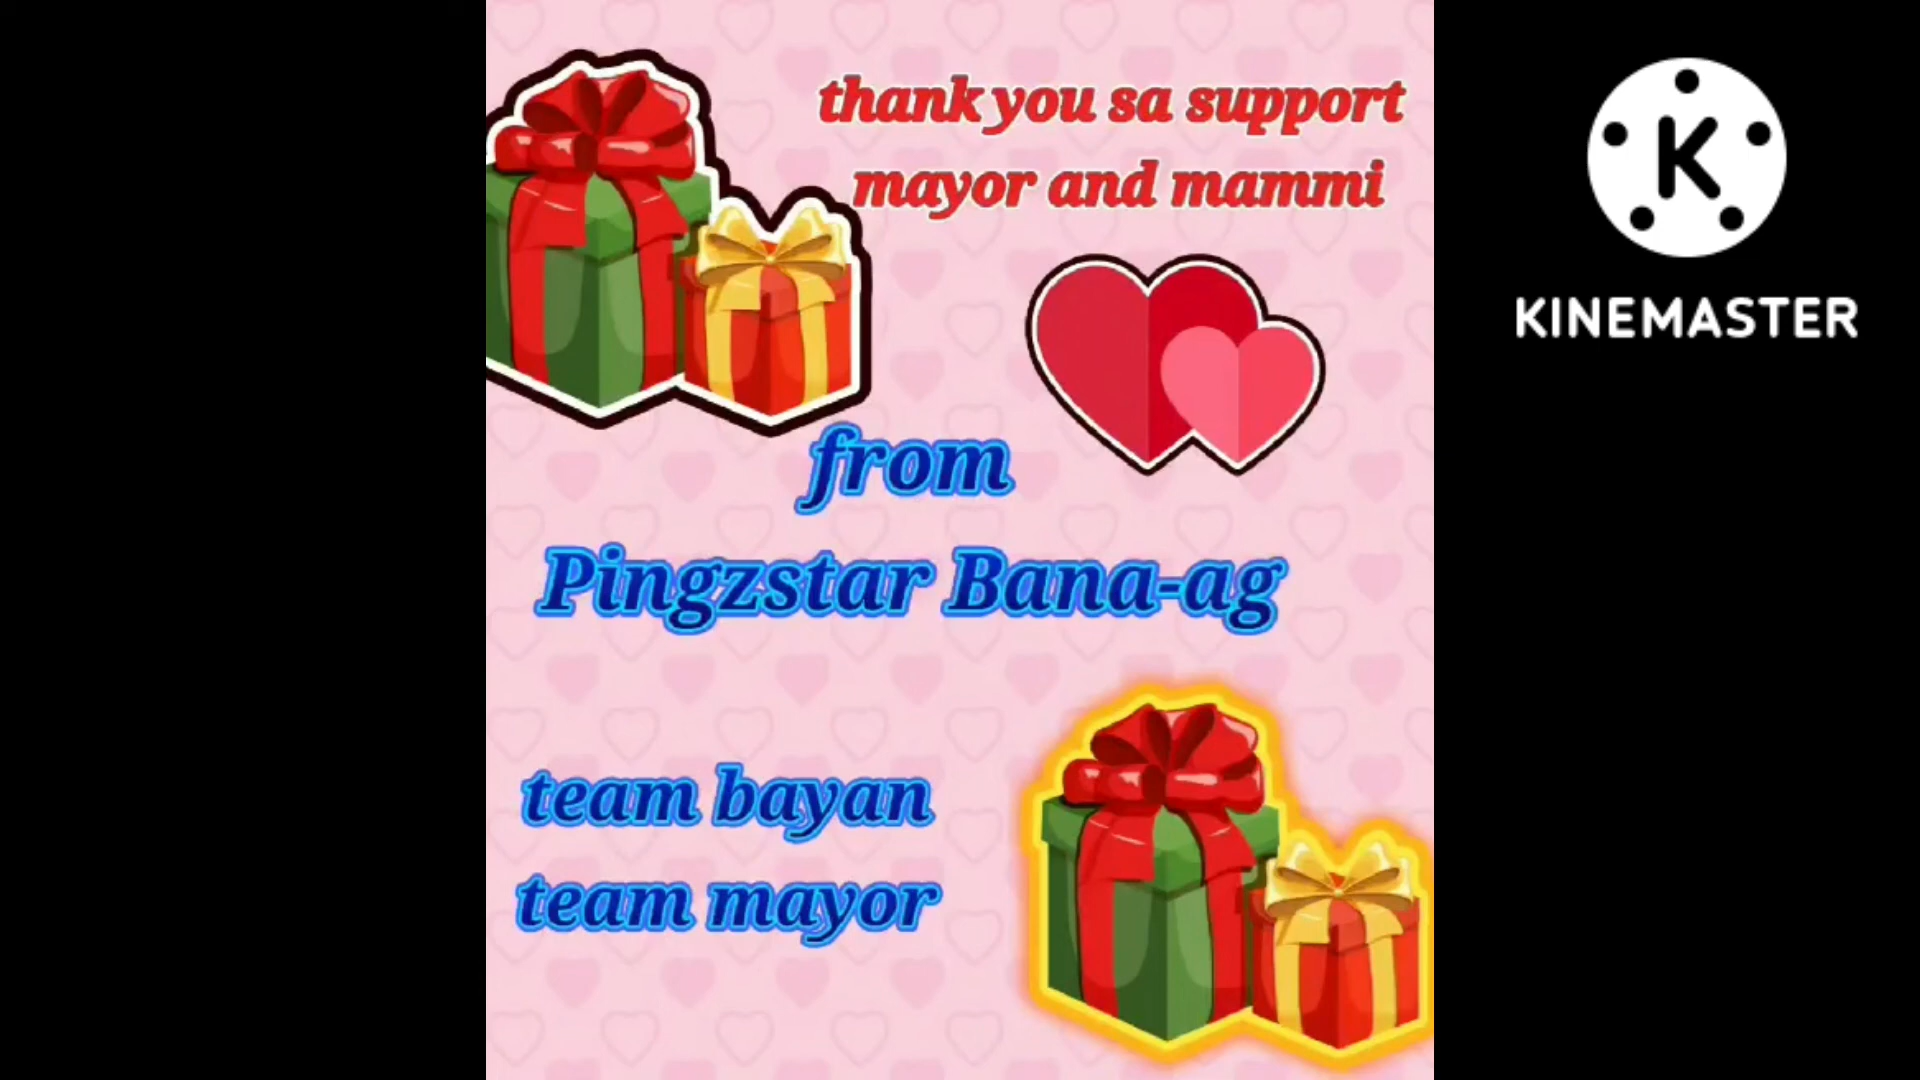 thank you sa support
mayor and mammi
from
Pingzstar Bana-ag
team bayan
team mayor
K
KINEMASTER